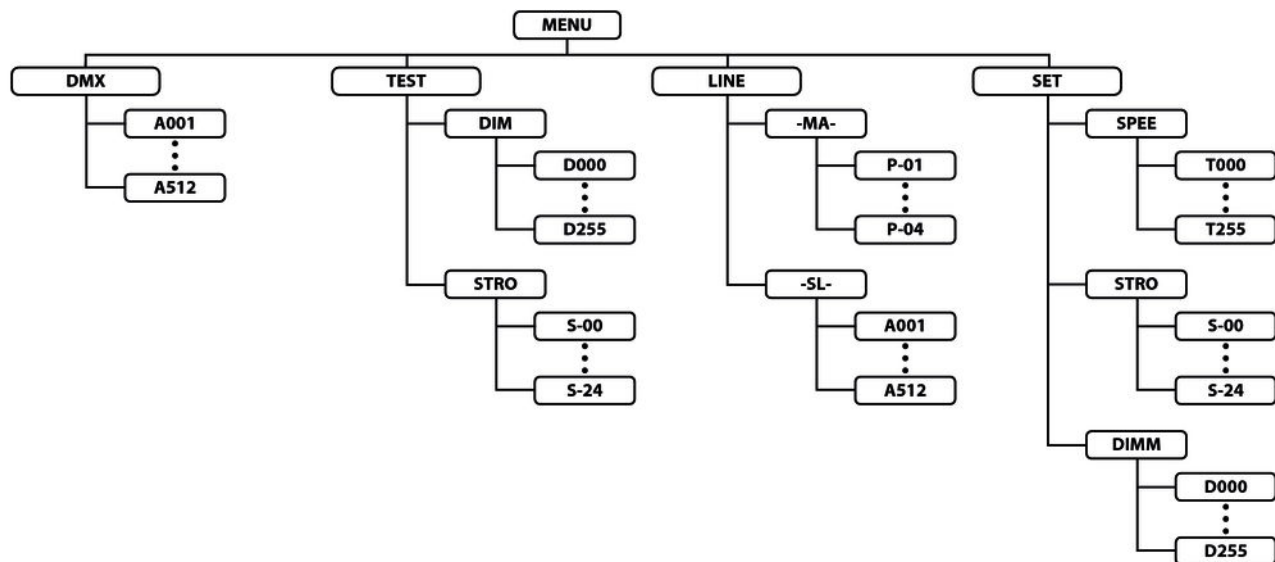 MENU
DMX
A001
A512
TEST
DIM
D000
D255
STRO
S-00
S-24
LINE
-MA-
P-01
P-04
-SL-
A001
A512
SET
SPEE
T000
T255
STRO
S-00
S-24
DIMM
D000
D255